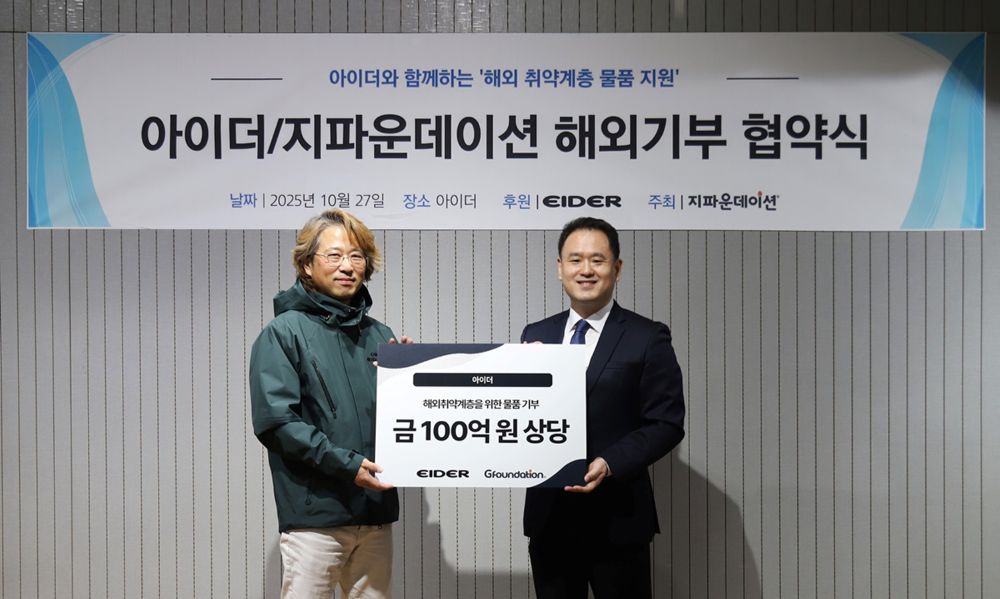 아이더와 함께하는 '해외 취약계층 물품 지원'
아이더/지파운데이션 해외기부 협약식
날짜 | 2025년 10월 27일 장소 아이더 후원 | EIDER 주최 | 지파운데이션
아이더
해외취약계층을 위한 물품 기부
금 100억 원 상당
EIDER Gfoundation